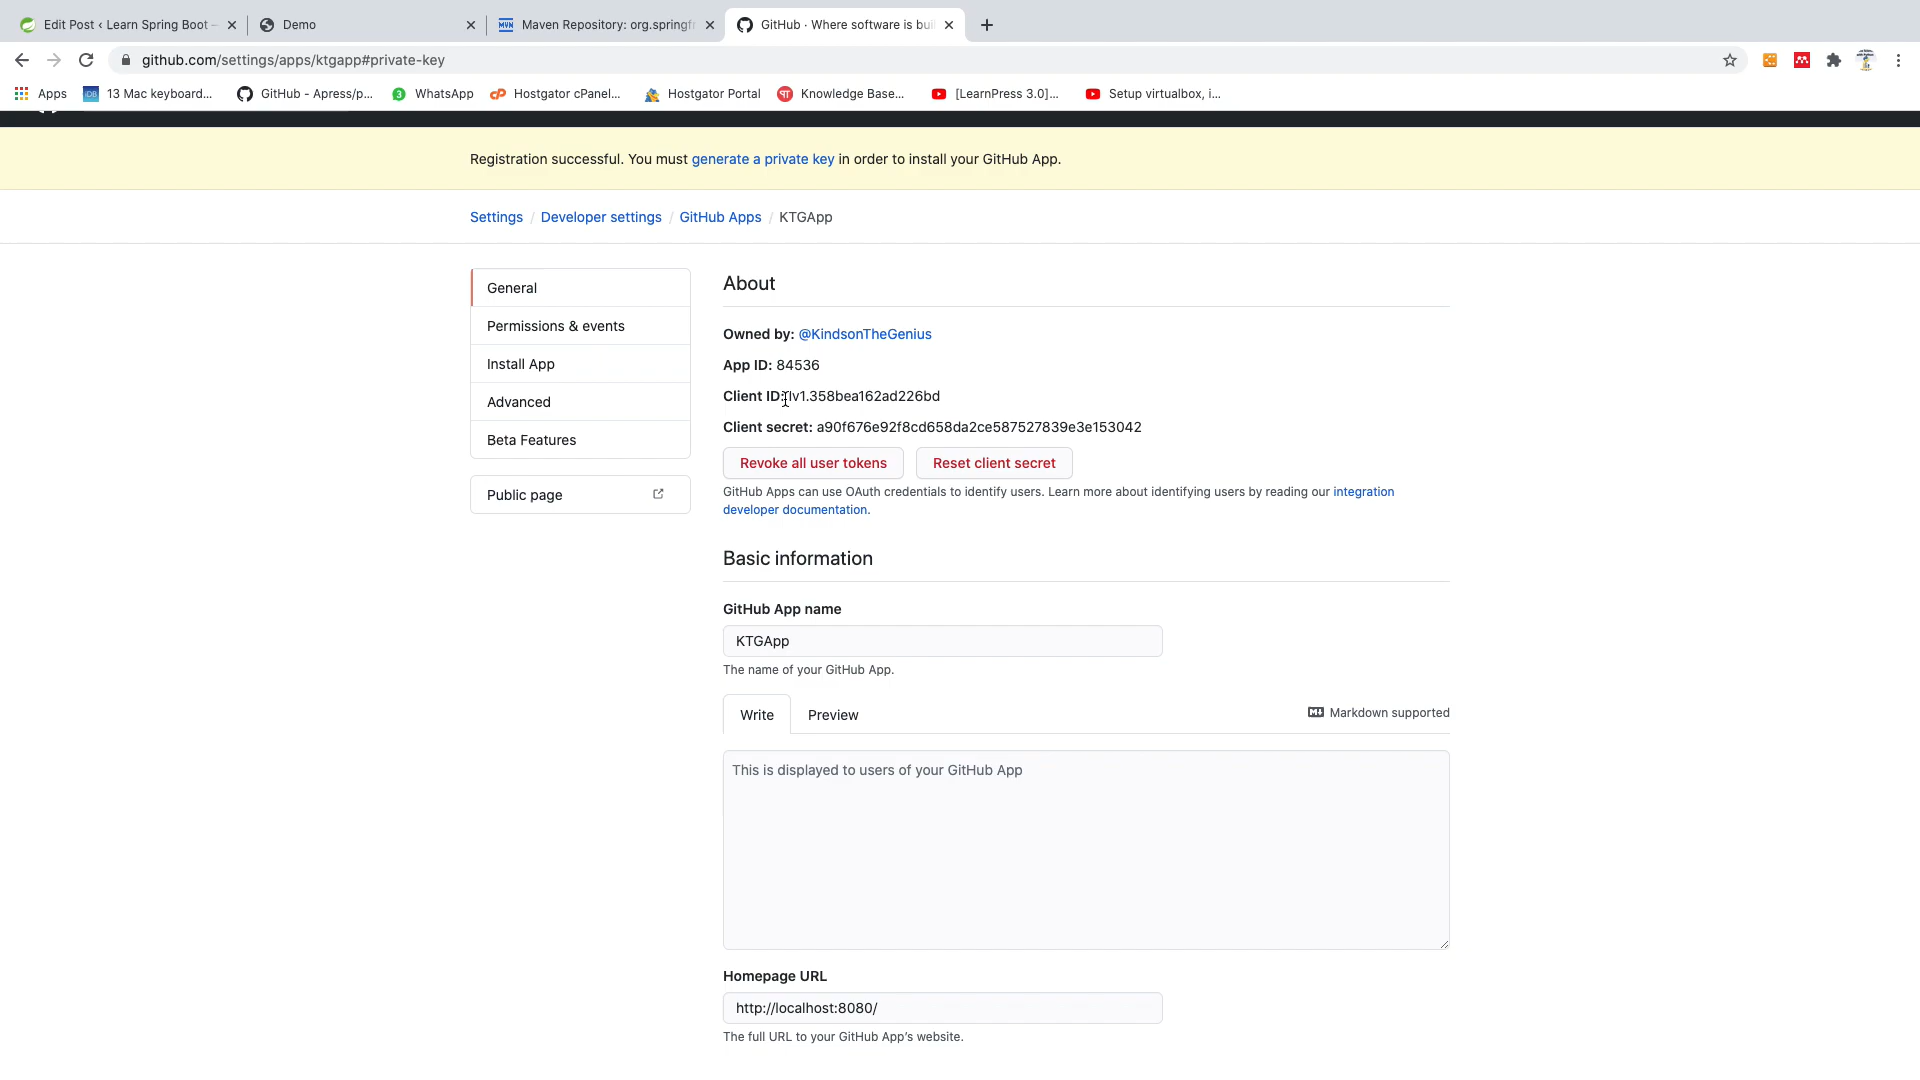 Edit Post ‹ Learn Spring Boot –
Demo
Maven Repository: org.springfr
GitHub · Where software is bui
github.com/settings/apps/ktgapp#private-key
Apps
13 Mac keyboard...
GitHub - Apress/p...
WhatsApp
Hostgator cPanel...
Hostgator Portal
Knowledge Base...
[LearnPress 3.0]...
Setup virtualbox, i...
Registration successful. You must generate a private key in order to install your GitHub App.
Settings / Developer settings / GitHub Apps / KTGApp
General
Permissions & events
Install App
Advanced
Beta Features
Public page
About
Owned by: @KindsonTheGenius
App ID: 84536
Client ID: Iv1.358bea162ad226bd
Client secret: a90f676e92f8cd658da2ce587527839e3e153042
Revoke all user tokens
Reset client secret
GitHub Apps can use OAuth credentials to identify users. Learn more about identifying users by reading our integration
developer documentation.
Basic information
GitHub App name
KTGApp
The name of your GitHub App.
Write
Preview
Markdown supported
This is displayed to users of your GitHub App
Homepage URL
http://localhost:8080/
The full URL to your GitHub App's website.